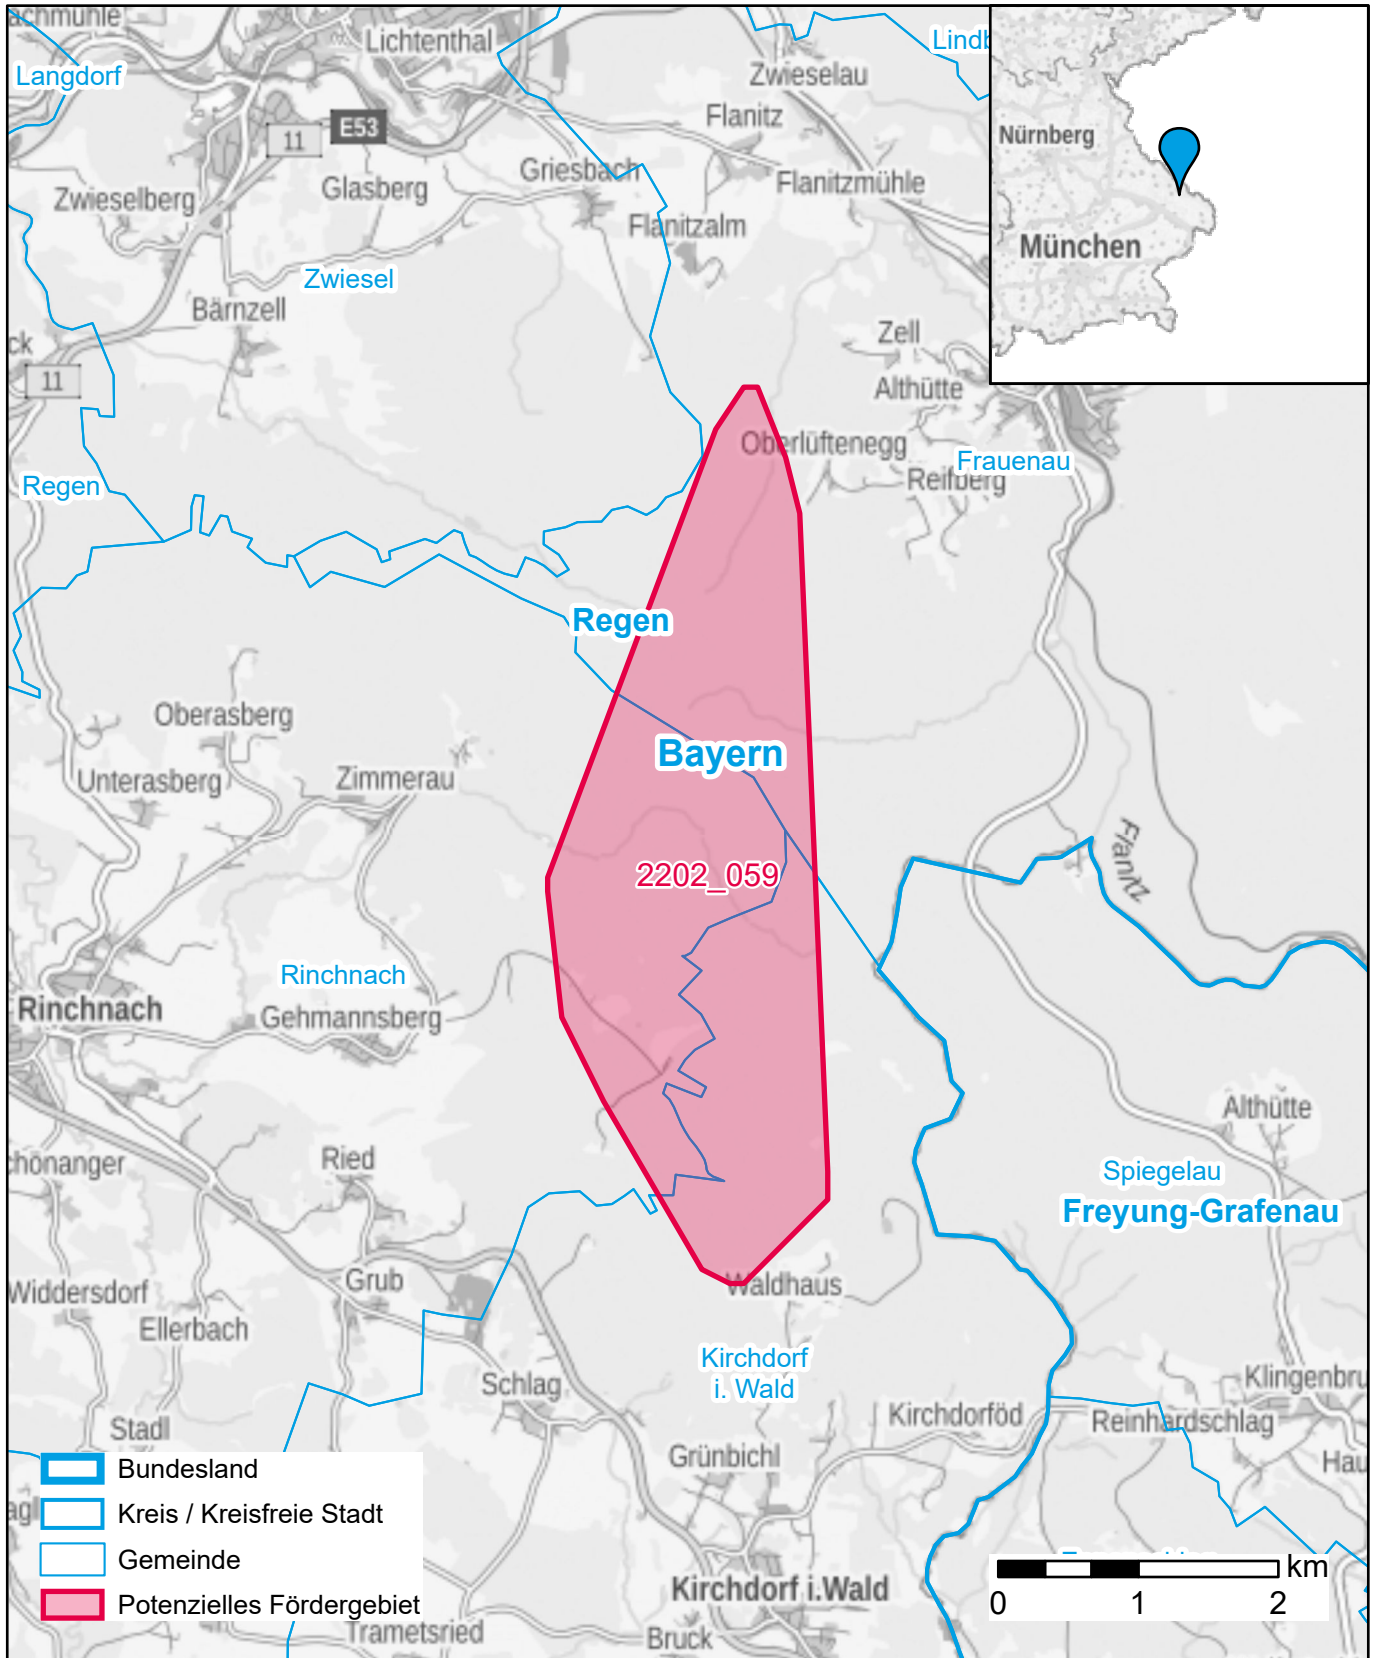 Lichtenthal
Langdorf
Zwieselau
Flanitz
11
E53
Griesbach
Flanitzmühle
Zwieselberg
Glasberg
Flanitzalm
Zwiesel
Bärnzell
Nürnberg
München
Zell
11
Althütte
Oberlüftenegg
Frauenau
Reifberg
Regen
Regen
Oberasberg
Bayern
Unterasberg
Zimmerau
Flanitz
2202_059
Rinchnach
Rinchnach
Gehmannsberg
Althütte
Ried
Spiegelau
Freyung-Grafenau
Grub
Waldhaus
Widdersdorf
Ellerbach
Kirchdorf
i. Wald
Schlag
Klingenbru
Kirchdorföd
Reinhardschlag
Stadl
Grünbichl
Hau
Bundesland
Kreis / Kreisfreie Stadt
Gemeinde
Potenzielles Fördergebiet
km
0 1 2
Kirchdorf i.Wald
Trametsried
Bruck